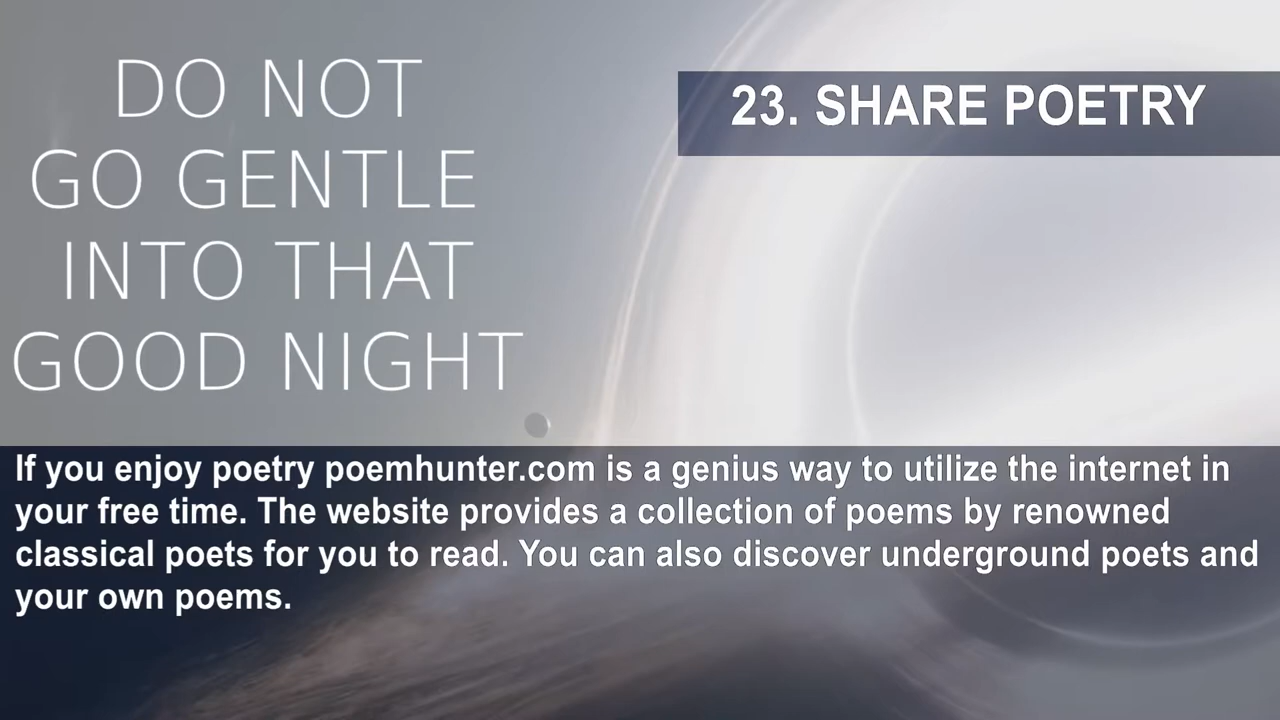 DO NOT
GO GENTLE
INTO THAT
GOOD NIGHT
23. SHARE POETRY
If you enjoy poetry poemhunter.com is a genius way to utilize the internet in
your free time. The website provides a collection of poems by renowned
classical poets for you to read. You can also discover underground poets and
your own poems.